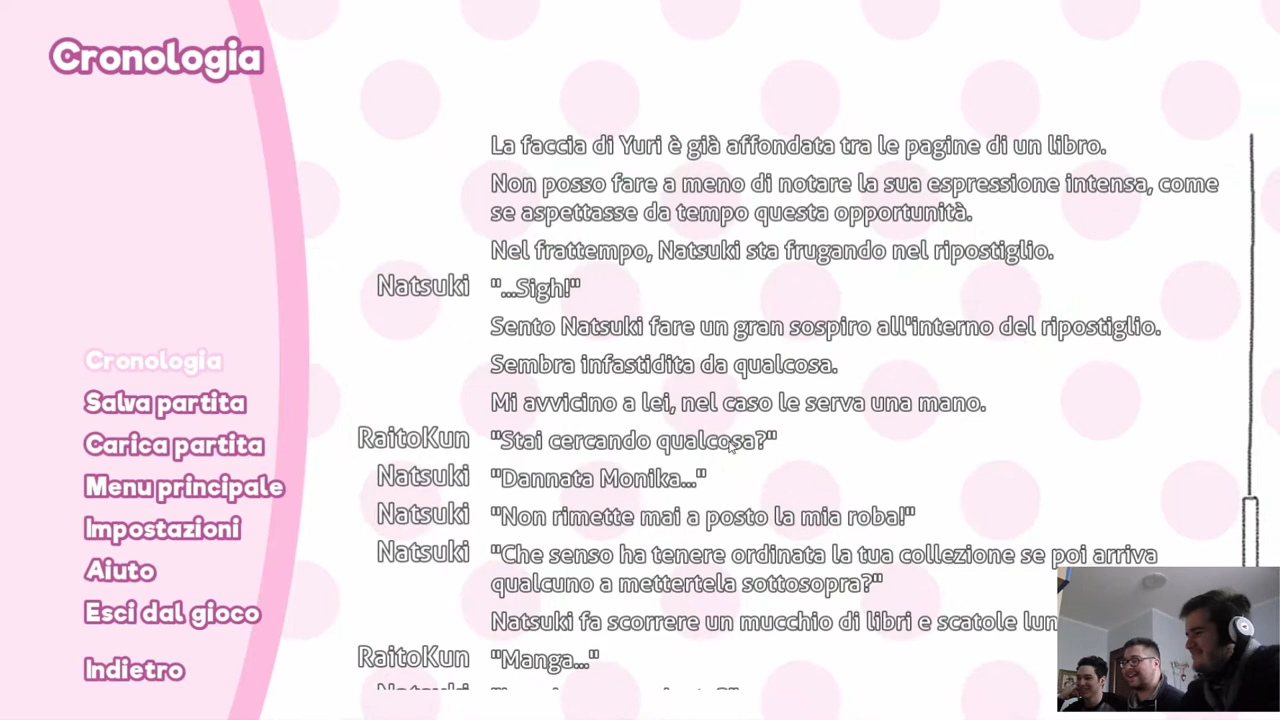 Cronologia
La faccia di Yuri è già affondata tra le pagine di un libro.
Non posso fare a meno di notare la sua espressione intensa, come
se aspettasse da tempo questa opportunità.
Nel frattempo, Natsuki sta frugando nel ripostiglio.
Natsuki "...Sigh!"
Sento Natsuki fare un gran sospiro all'interno del ripostiglio.
Sembra infastidita da qualcosa.
Mi avvicino a lei, nel caso le serva una mano.
RaitoKun "Stai cercando qualcosa?"
Natsuki "Dannata Monika..."
Natsuki "Non rimette mai a posto la mia roba!"
Natsuki "Che senso ha tenere ordinata la tua collezione se poi arriva
qualcuno a mettertela sottosopra?"
Natsuki fa scorrere un mucchio di libri e scatole
RaitoKun "Manga..."
Cronologia
Salva partita
Carica partita
Menu principale
Impostazioni
Aiuto
Esci dal gioco
Indietro